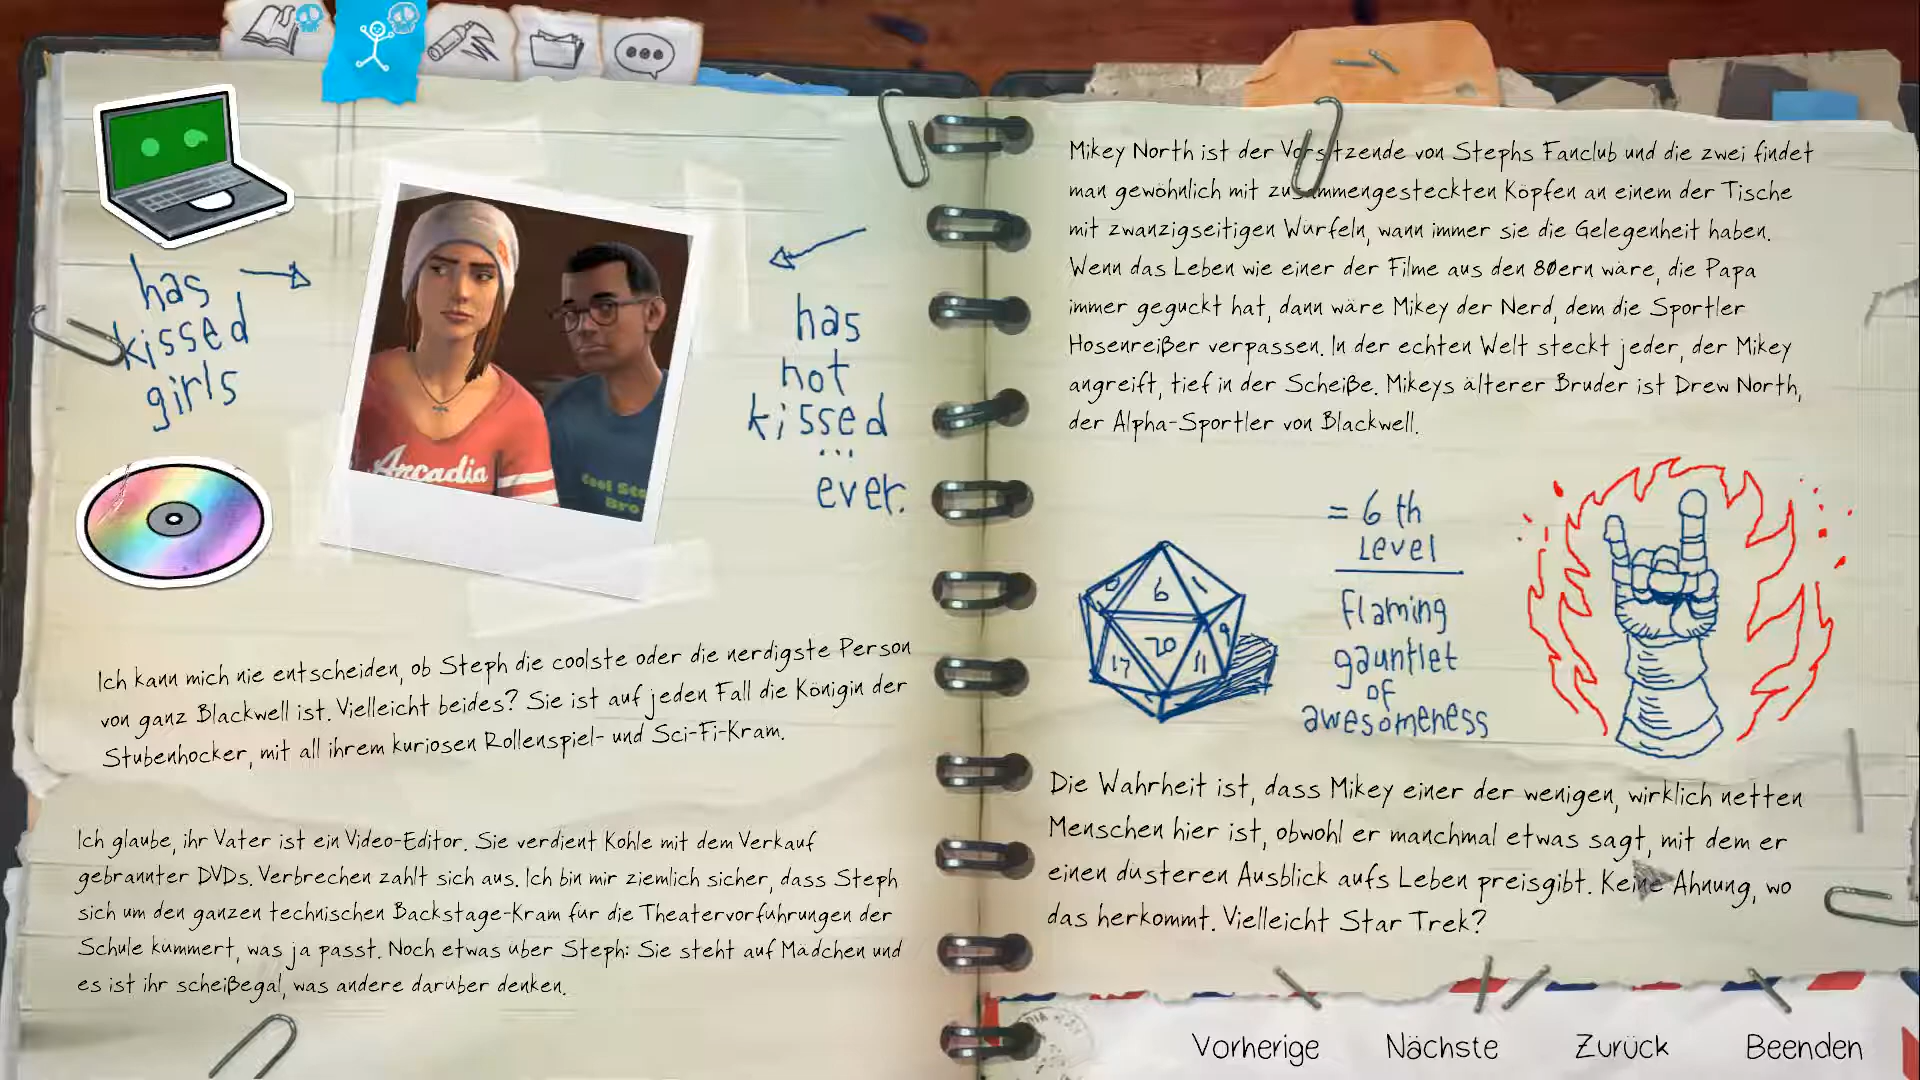 has
kissed
girls
has
not
kissed
...
ever.
Arcadia
Bro
Ich kann mich nie entscheiden, ob Steph die coolste oder die nerdigste Person
von ganz Blackwell ist. Vielleicht beides? Sie ist auf jeden Fall die Königin der
Stubenhocker, mit all ihrem kuriosen Rollenspiel- und Sci-Fi-Kram.
Ich glaube, ihr Vater ist ein Video-Editor. Sie verdient Kohle mit dem Verkauf
gebrannter DVDs. Verbrechen zahlt sich aus. Ich bin mir ziemlich sicher, dass Steph
sich um den ganzen technischen Backstage-Kram für die Theatervorführungen der
Schule kümmert, was ja passt. Noch etwas über Steph: Sie steht auf Mädchen und
es ist ihr scheißegal, was andere darüber denken.
Mikey North ist der Vorsitzende von Stephs Fanclub und die zwei findet
man gewöhnlich mit zusammengesteckten Köpfen an einem der Tische
mit zwanzigseitigen Würfeln, wann immer sie die Gelegenheit haben.
Wenn das Leben wie einer der Filme aus den 80ern wäre, die Papa
immer geguckt hat, dann wäre Mikey der Nerd, dem die Sportler
Hosenreißer verpassen. In der echten Welt steckt jeder, der Mikey
angreift, tief in der Scheiße. Mikeys älterer Bruder ist Drew North,
der Alpha-Sportler von Blackwell.
6
1
20
9
17
11
= 6 th
Level
Flaming
gauntlet
of
awesomeness
Die Wahrheit ist, dass Mikey einer der wenigen, wirklich netten
Menschen hier ist, obwohl er manchmal etwas sagt, mit dem er
einen düsteren Ausblick aufs Leben preisgibt. Keine Ahnung, wo
das herkommt. Vielleicht Star Trek?
Vorherige
Nächste
Zurück
Beenden